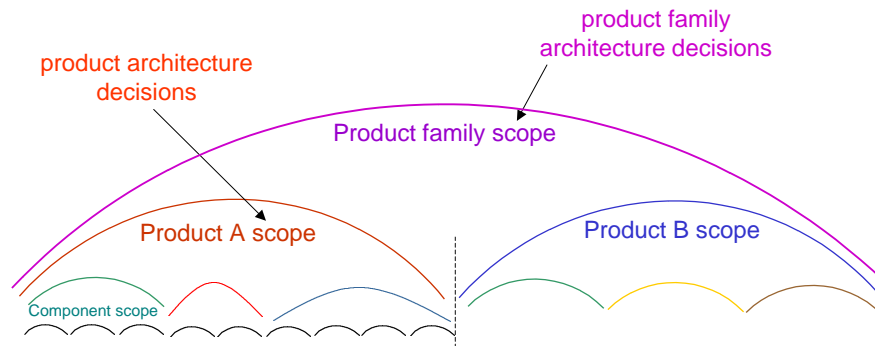 product family
architecture decisions
product architecture
decisions
Product family scope
Product A scope
Product B scope
Component scope